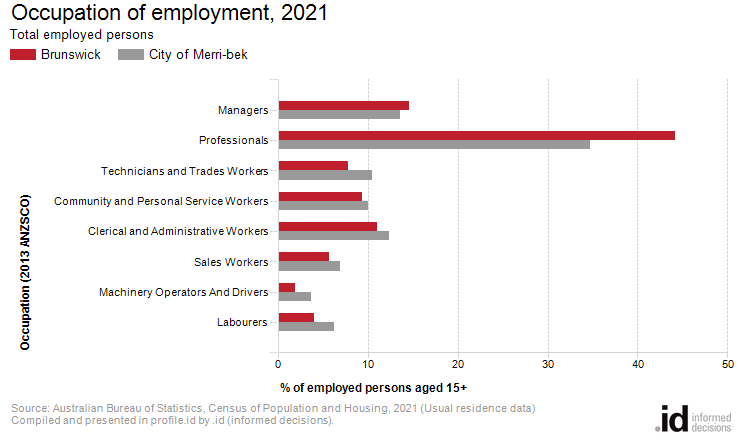 Occupation of employment, 2021
Total employed persons
Brunswick City of Merri-bek
Occupation (2013 ANZSCO)
Managers
Professionals
Technicians and Trades Workers
Community and Personal Service Workers
Clerical and Administrative Workers
Sales Workers
Machinery Operators And Drivers
Labourers
0 10 20 30 40 50
% of employed persons aged 15+
Source: Australian Bureau of Statistics, Census of Population and Housing, 2021 (Usual residence data)
Compiled and presented in profile.id by .id (informed decisions).
.id informed
decisions